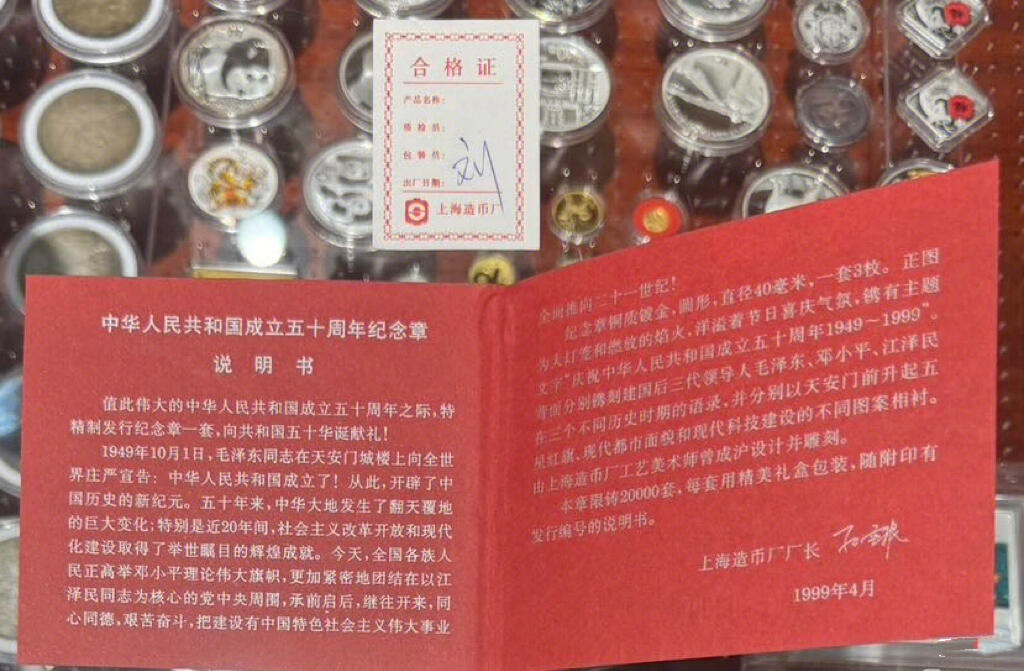 合格证
产品名称:
质检员:
包装员:
刘
出厂日期:
上海造币厂
中华人民共和国成立五十周年纪念章
说明书
值此伟大的中华人民共和国成立五十周年之际,特
精制发行纪念章一套,向共和国五十华诞献礼!
1949年10月1日,毛泽东同志在天安门城楼上向全世
界庄严宣告:中华人民共和国成立了!从此,开辟了中
国历史的新纪元。五十年来,中华大地发生了翻天覆地
的巨大变化;特别是近20年间,社会主义改革开放和现代
化建设取得了举世瞩目的辉煌成就。今天,全国各族人
民正高举邓小平理论伟大旗帜,更加紧密地团结在以江
泽民同志为核心的党中央周围,承前启后,继往开来,同
心同德,艰苦奋斗,把建设有中国特色社会主义伟大事业
全面推向二十一世纪!
纪念章铜质镀金,圆形,直径40毫米,一套3枚。正图
为大灯笼和燃放的焰火,洋溢着节日喜庆气氛,镌有主题
文字"庆祝中华人民共和国成立五十周年1949~1999"。
背面分别镌刻建国后三代领导人毛泽东、邓小平、江泽民
在三个不同历史时期的语录,并分别以天安门前升起五
星红旗、现代都市面貌和现代科技建设的不同图案相衬。
由上海造币厂工艺美术师曾成沪设计并雕刻。
本章限铸20000套,每套用精美礼盒包装,随附印有
发行编号的说明书。
上海造币厂厂长
1999年4月